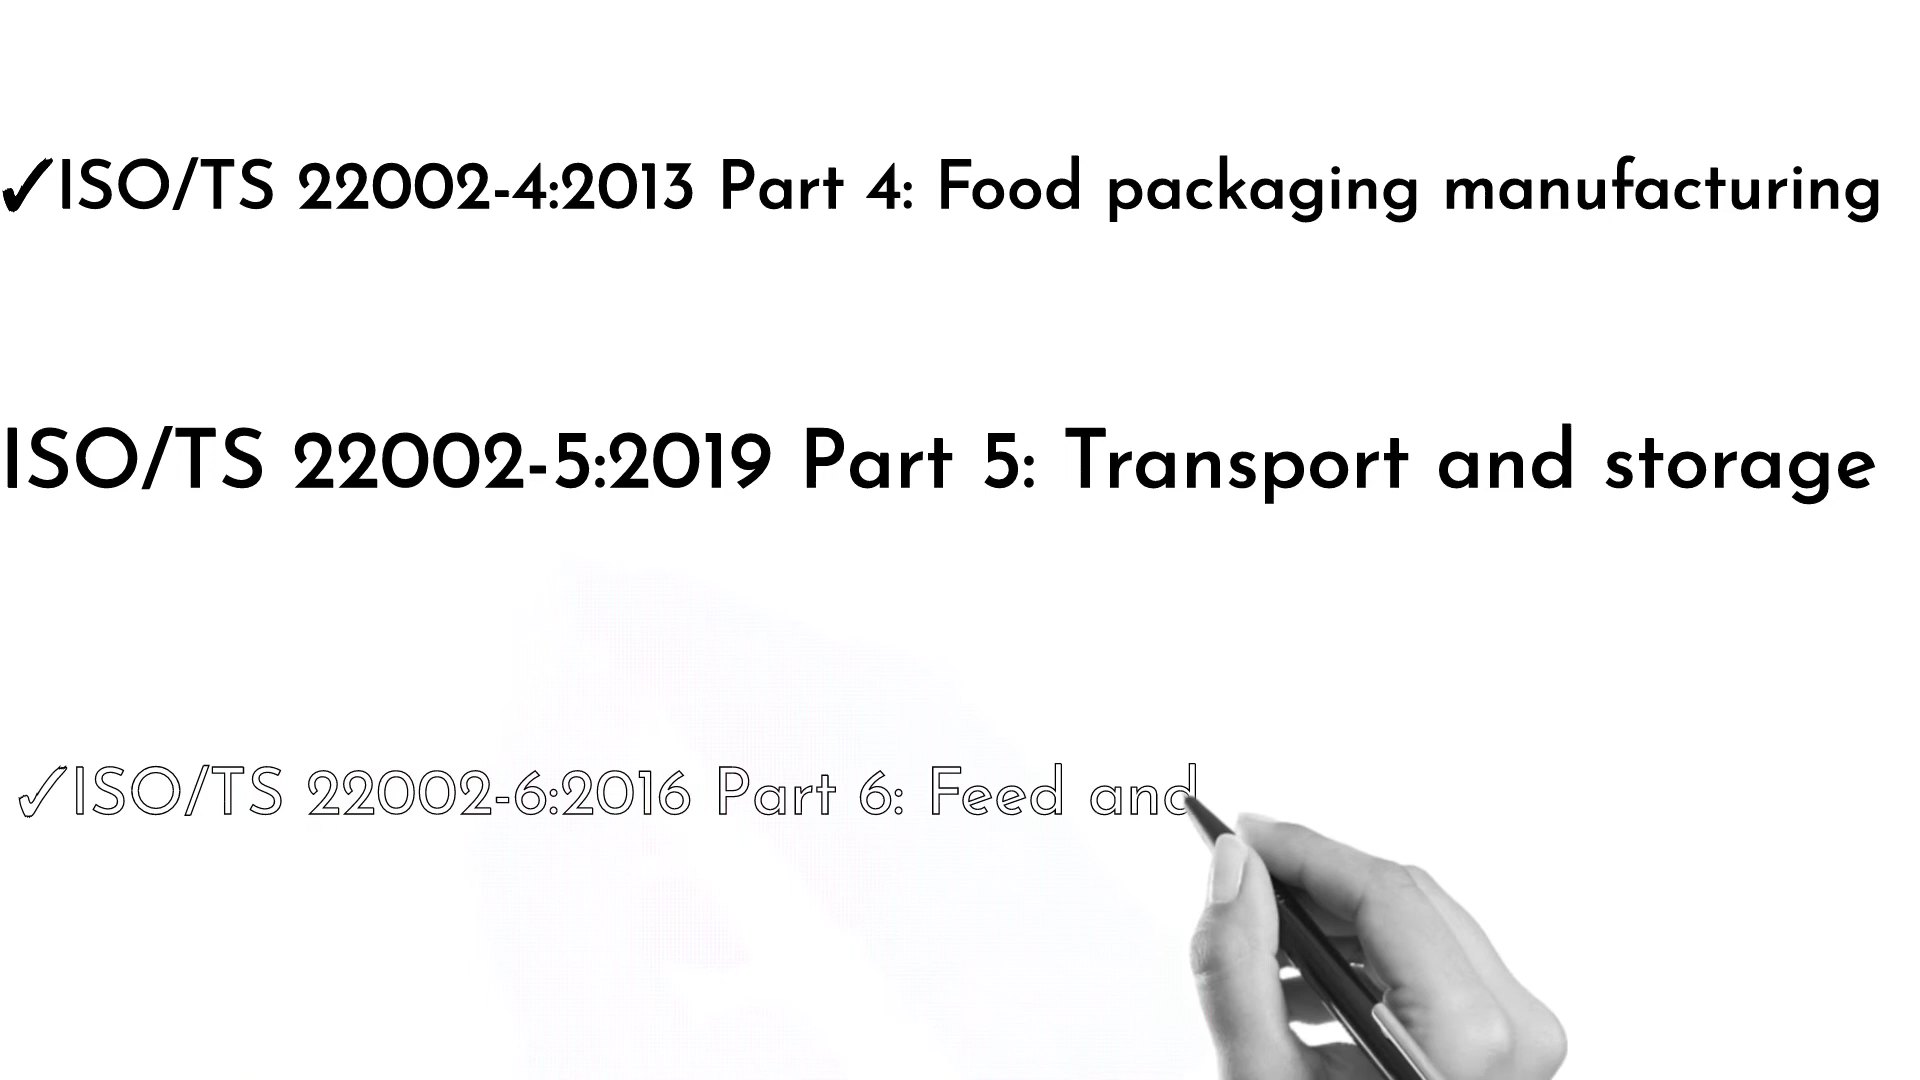 ✓ISO/TS 22002-4:2013 Part 4: Food packaging manufacturing
ISO/TS 22002-5:2019 Part 5: Transport and storage
✓ISO/TS 22002-6:2016 Part 6: Feed and